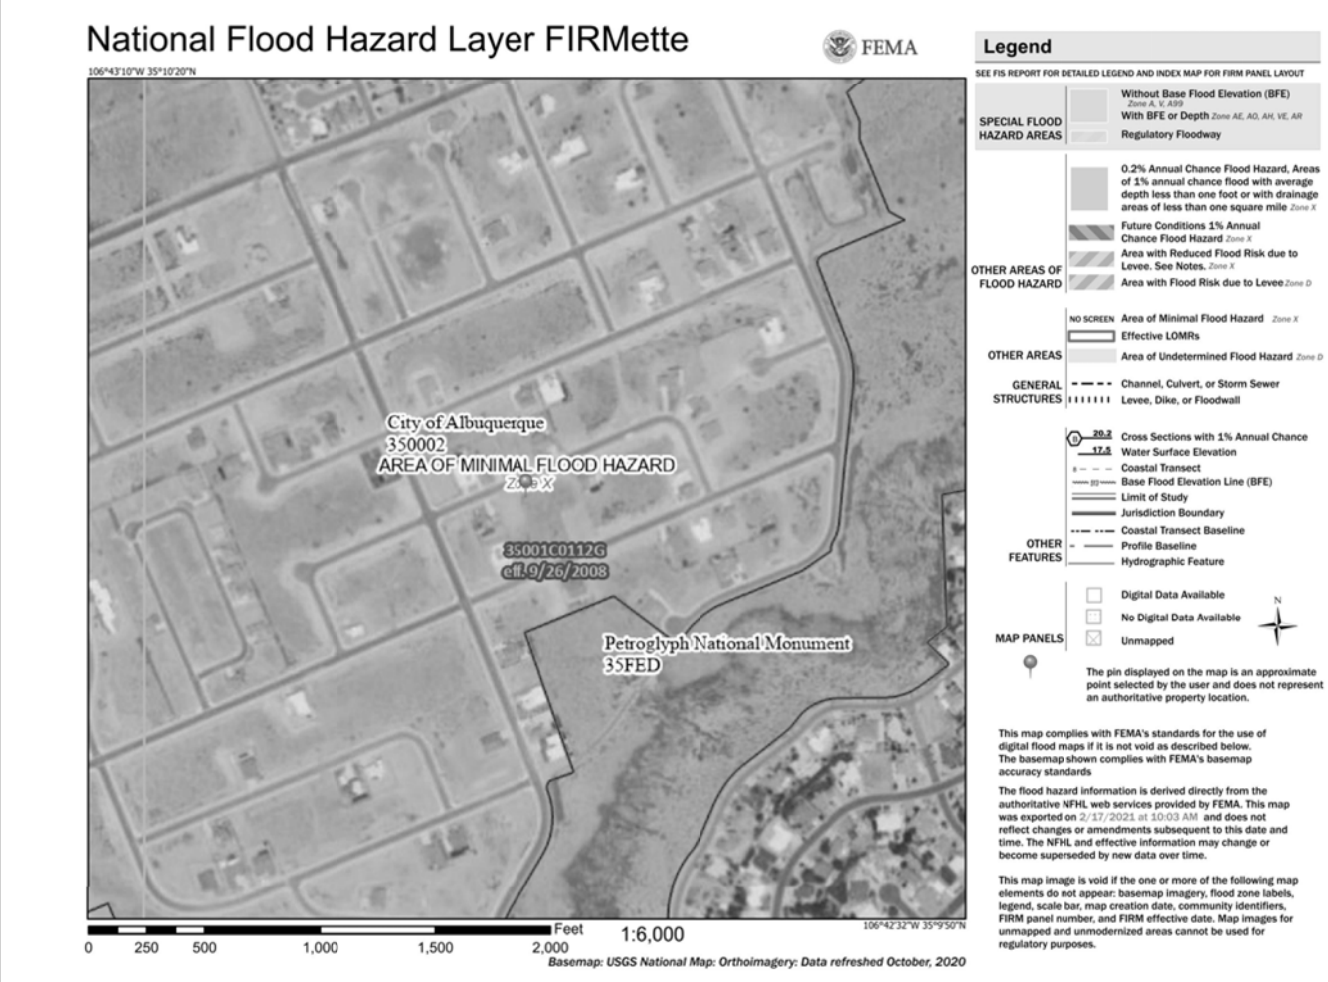 National Flood Hazard Layer FIRMette
FEMA
106°43'10"W 35°10'20"N
City of Albuquerque
350002
AREA OF MINIMAL FLOOD HAZARD
Zone X
35001C0112G
eff. 9/26/2008
Petroglyph National Monument
35FED
106°42'32"W 35°9'50"N
Feet
1:6,000
0 250 500 1,000 1,500 2,000
Basemap: USGS National Map: Orthoimagery: Data refreshed October, 2020
Legend
SEE FIS REPORT FOR DETAILED LEGEND AND INDEX MAP FOR FIRM PANEL LAYOUT
SPECIAL FLOOD
HAZARD AREAS
Without Base Flood Elevation (BFE)
Zone A, V, A99
With BFE or Depth Zone AE, AO, AH, VE, AR
Regulatory Floodway
OTHER AREAS OF
FLOOD HAZARD
0.2% Annual Chance Flood Hazard, Areas
of 1% annual chance flood with average
depth less than one foot or with drainage
areas of less than one square mile Zone X
Future Conditions 1% Annual
Chance Flood Hazard Zone X
Area with Reduced Flood Risk due to
Levee. See Notes. Zone X
Area with Flood Risk due to Levee Zone D
OTHER AREAS
NO SCREEN Area of Minimal Flood Hazard Zone X
Effective LOMRs
Area of Undetermined Flood Hazard Zone D
GENERAL
STRUCTURES
Channel, Culvert, or Storm Sewer
Levee, Dike, or Floodwall
OTHER
FEATURES
B 20.2 Cross Sections with 1% Annual Chance
17.5 Water Surface Elevation
8 Coastal Transect
513 Base Flood Elevation Line (BFE)
Limit of Study
Jurisdiction Boundary
Coastal Transect Baseline
Profile Baseline
Hydrographic Feature
MAP PANELS
Digital Data Available
No Digital Data Available
Unmapped
N
The pin displayed on the map is an approximate
point selected by the user and does not represent
an authoritative property location.
This map complies with FEMA's standards for the use of
digital flood maps if it is not void as described below.
The basemap shown complies with FEMA's basemap
accuracy standards
The flood hazard information is derived directly from the
authoritative NFHL web services provided by FEMA. This map
was exported on 2/17/2021 at 10:03 AM and does not
reflect changes or amendments subsequent to this date and
time. The NFHL and effective information may change or
become superseded by new data over time.
This map image is void if the one or more of the following map
elements do not appear: basemap imagery, flood zone labels,
legend, scale bar, map creation date, community identifiers,
FIRM panel number, and FIRM effective date. Map images for
unmapped and unmodernized areas cannot be used for
regulatory purposes.